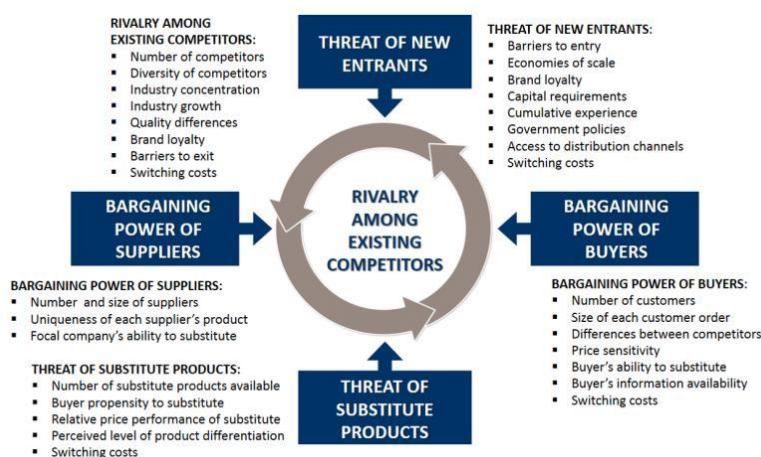 RIVALRY AMONG
EXISTING COMPETITORS:
▪ Number of competitors
▪ Diversity of competitors
▪ Industry concentration
▪ Industry growth
▪ Quality differences
▪ Brand loyalty
▪ Barriers to exit
▪ Switching costs
THREAT OF NEW
ENTRANTS
THREAT OF NEW ENTRANTS:
▪ Barriers to entry
▪ Economies of scale
▪ Brand loyalty
▪ Capital requirements
▪ Cumulative experience
▪ Government policies
▪ Access to distribution channels
▪ Switching costs
BARGAINING
POWER OF
SUPPLIERS
RIVALRY
AMONG
EXISTING
COMPETITORS
BARGAINING
POWER OF
BUYERS
BARGAINING POWER OF SUPPLIERS:
▪ Number and size of suppliers
▪ Uniqueness of each supplier's product
▪ Focal company's ability to substitute
BARGAINING POWER OF BUYERS:
▪ Number of customers
▪ Size of each customer order
▪ Differences between competitors
▪ Price sensitivity
▪ Buyer's ability to substitute
▪ Buyer's information availability
▪ Switching costs
THREAT OF SUBSTITUTE PRODUCTS:
▪ Number of substitute products available
▪ Buyer propensity to substitute
▪ Relative price performance of substitute
▪ Perceived level of product differentiation
▪ Switching costs
THREAT OF
SUBSTITUTE
PRODUCTS